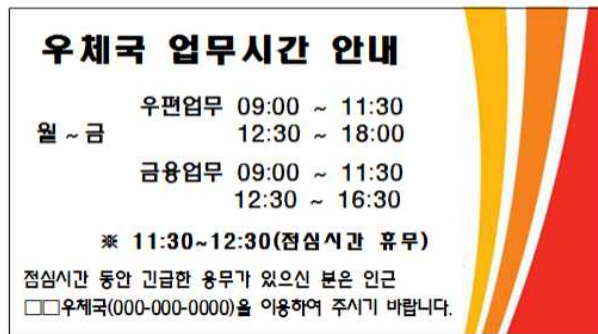 우체국 업무시간 안내
우편업무 09:00 ~ 11:30
월 ~ 금
12:30 ~ 18:00
금융업무 09:00 ~ 11:30
12:30 ~ 16:30
※ 11:30~12:30(점심시간 휴무)
점심시간 동안 긴급한 용무가 있으신 분은 인근
□□우체국(000-000-0000)을 이용하여 주시기 바랍니다.